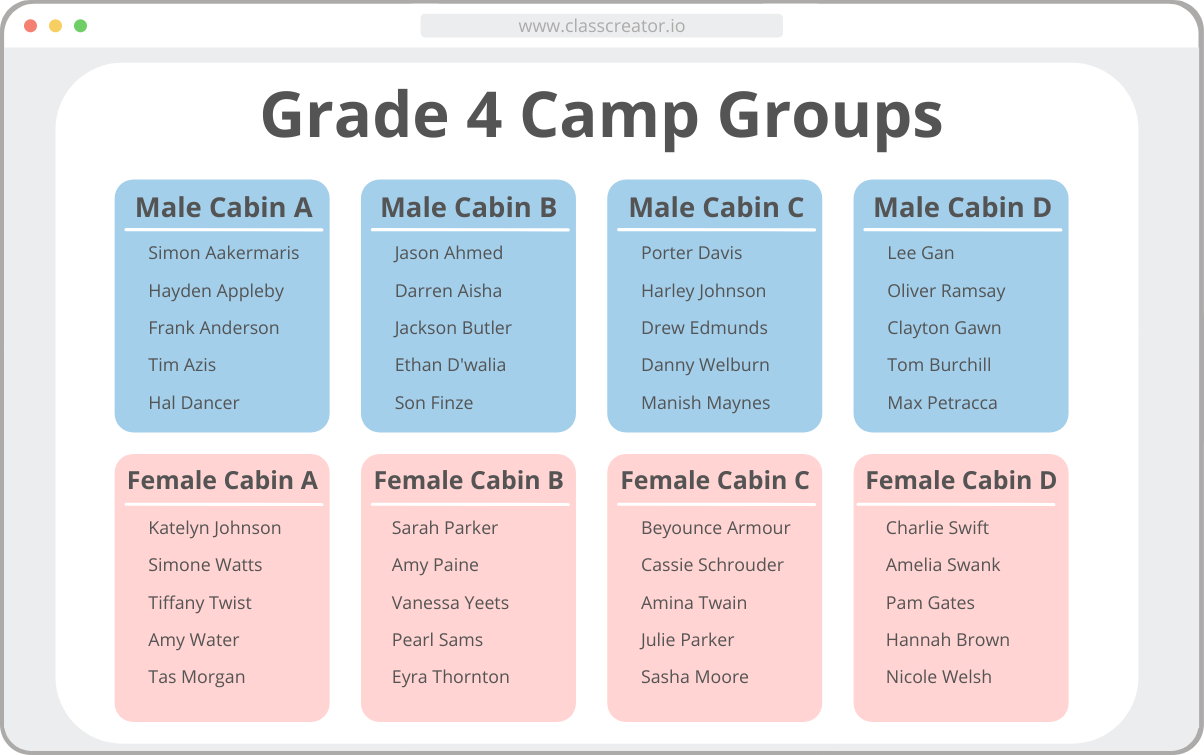 www.classcreator.io
Grade 4 Camp Groups
Male Cabin A
Simon Aakermaris
Hayden Appleby
Frank Anderson
Tim Azis
Hal Dancer
Male Cabin B
Jason Ahmed
Darren Aisha
Jackson Butler
Ethan D'walia
Son Finze
Male Cabin C
Porter Davis
Harley Johnson
Drew Edmunds
Danny Welburn
Manish Maynes
Male Cabin D
Lee Gan
Oliver Ramsay
Clayton Gawn
Tom Burchill
Max Petracca
Female Cabin A
Katelyn Johnson
Simone Watts
Tiffany Twist
Amy Water
Tas Morgan
Female Cabin B
Sarah Parker
Amy Paine
Vanessa Yeets
Pearl Sams
Eyra Thornton
Female Cabin C
Beyounce Armour
Cassie Schrouder
Amina Twain
Julie Parker
Sasha Moore
Female Cabin D
Charlie Swift
Amelia Swank
Pam Gates
Hannah Brown
Nicole Welsh